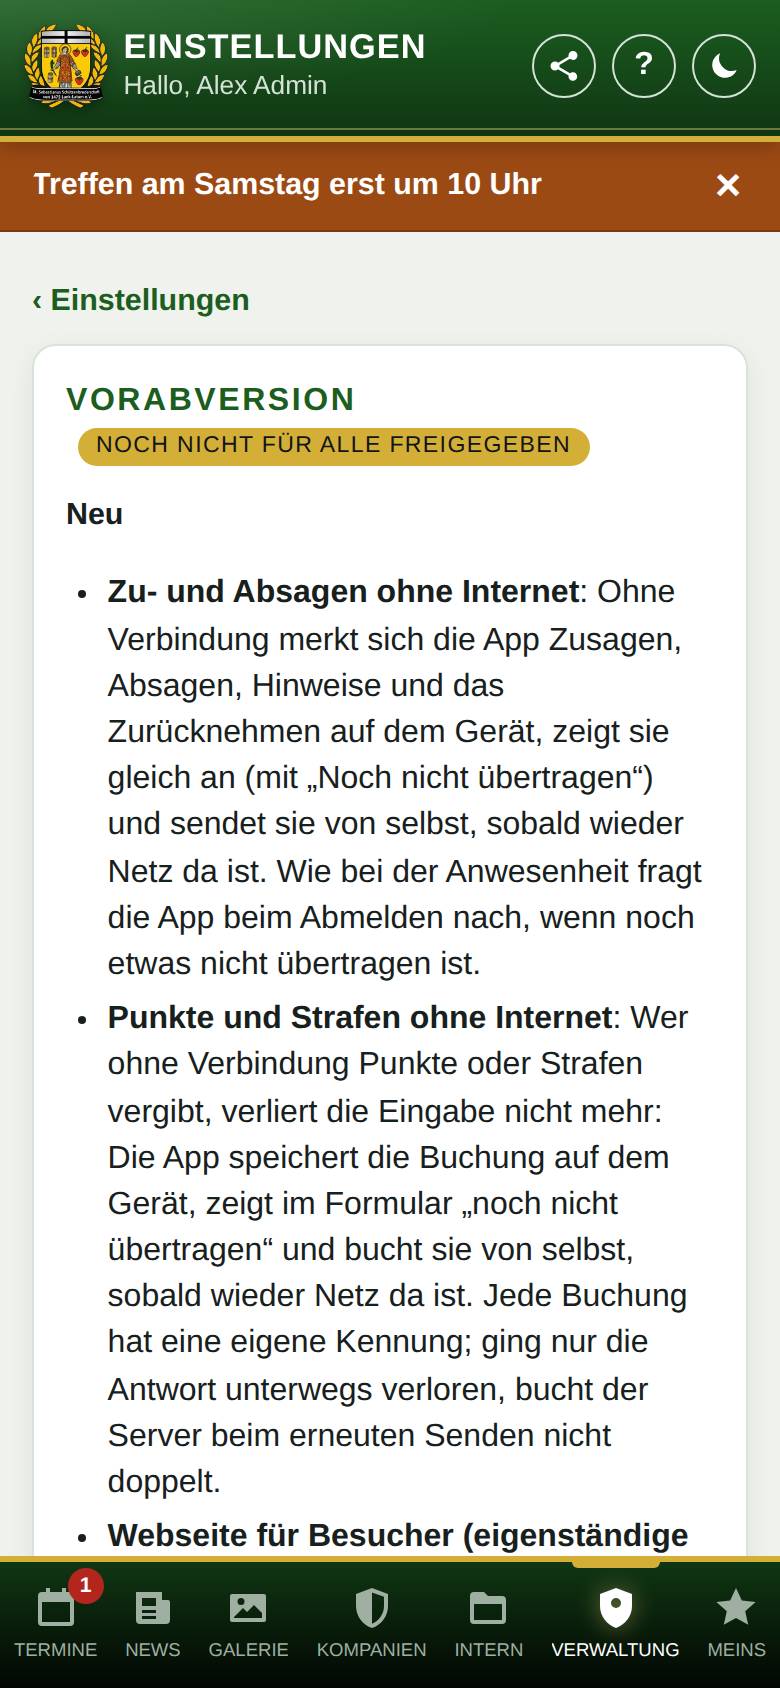 St. Sebastianus Schützenbruderschaft
EINSTELLUNGEN
Hallo, Alex Admin
?
Treffen am Samstag erst um 10 Uhr
×
‹ Einstellungen
VORABVERSION
NOCH NICHT FÜR ALLE FREIGEGEBEN
Neu
• Zu- und Absagen ohne Internet: Ohne
Verbindung merkt sich die App Zusagen,
Absagen, Hinweise und das
Zurücknehmen auf dem Gerät, zeigt sie
gleich an (mit „Noch nicht übertragen“)
und sendet sie von selbst, sobald wieder
Netz da ist. Wie bei der Anwesenheit fragt
die App beim Abmelden nach, wenn noch
etwas nicht übertragen ist.
• Punkte und Strafen ohne Internet: Wer
ohne Verbindung Punkte oder Strafen
vergibt, verliert die Eingabe nicht mehr:
Die App speichert die Buchung auf dem
Gerät, zeigt im Formular „noch nicht
übertragen“ und bucht sie von selbst,
sobald wieder Netz da ist. Jede Buchung
hat eine eigene Kennung; ging nur die
Antwort unterwegs verloren, bucht der
Server beim erneuten Senden nicht
doppelt.
• Webseite für Besucher (eigenständige
1
TERMINE NEWS GALERIE KOMPANIEN INTERN VERWALTUNG MEINS